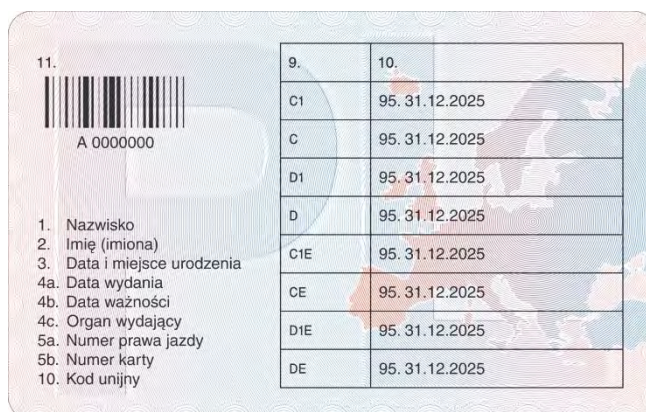 11.
A 0000000
1. Nazwisko
2. Imię (imiona)
3. Data i miejsce urodzenia
4a. Data wydania
4b. Data ważności
4c. Organ wydający
5a. Numer prawa jazdy
5b. Numer karty
10. Kod unijny
9. 10.
C1 95. 31.12.2025
C 95. 31.12.2025
D1 95. 31.12.2025
D 95. 31.12.2025
C1E 95. 31.12.2025
CE 95. 31.12.2025
D1E 95. 31.12.2025
DE 95. 31.12.2025